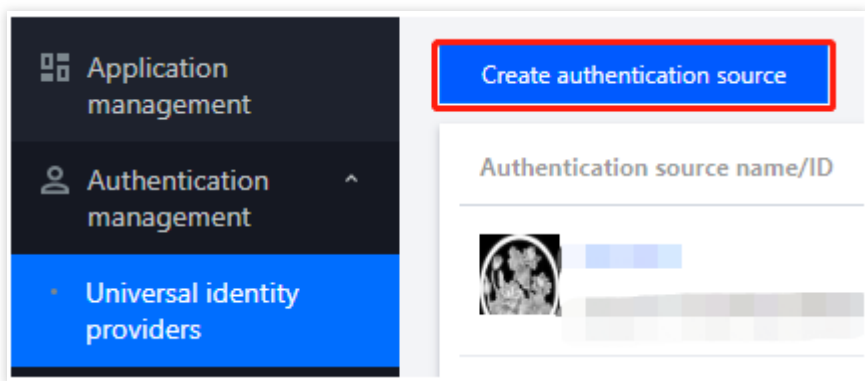 Application
management
Authentication
management
Universal identity
providers
Create authentication source
Authentication source name/ID